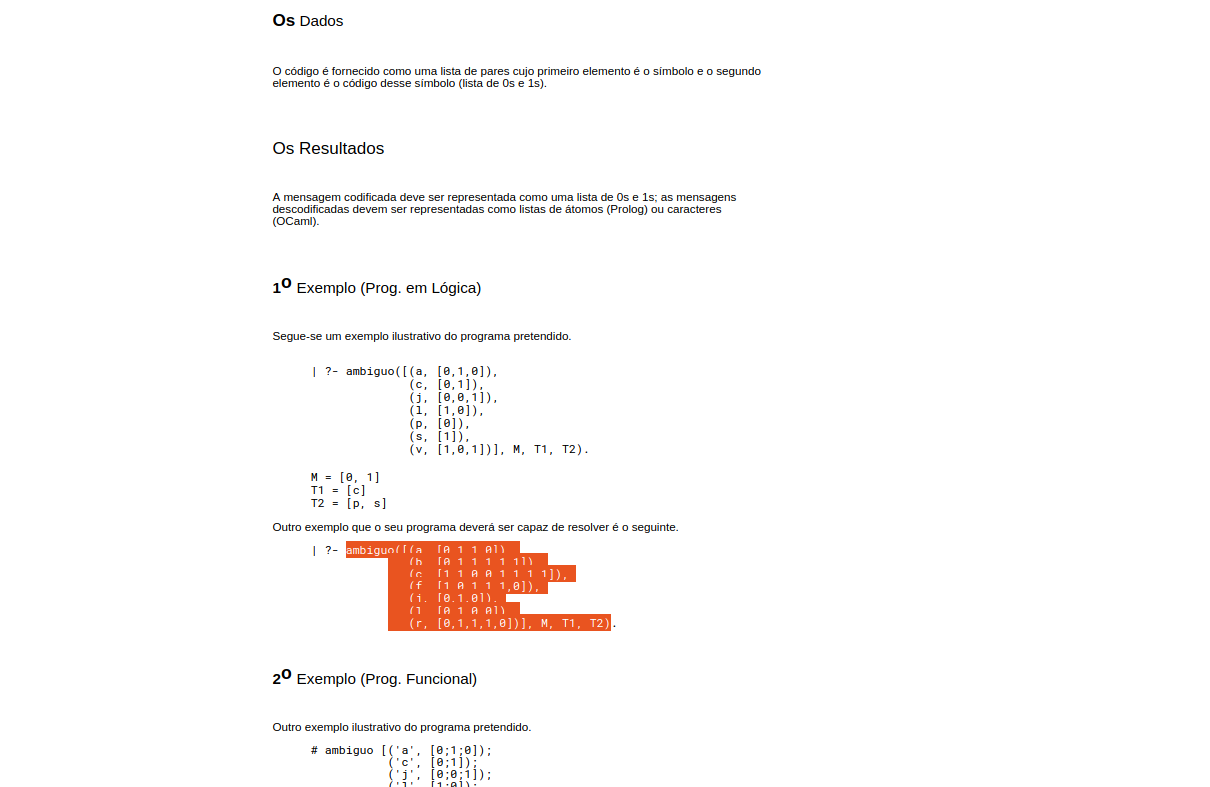 Os Dados
O código é fornecido como uma lista de pares cujo primeiro elemento é o símbolo e o segundo
elemento é o código desse símbolo (lista de 0s e 1s).
Os Resultados
A mensagem codificada deve ser representada como uma lista de 0s e 1s; as mensagens
descodificadas devem ser representadas como listas de átomos (Prolog) ou caracteres
(OCaml).
1º Exemplo (Prog. em Lógica)
Segue-se um exemplo ilustrativo do programa pretendido.
| ?- ambiguo([(a, [0,1,0]),
(c, [0,1]),
(j, [0,0,1]),
(l, [1,0]),
(p, [0]),
(s, [1]),
(v, [1,0,1])], M, T1, T2).
M = [0, 1]
T1 = [c]
T2 = [p, s]
Outro exemplo que o seu programa deverá ser capaz de resolver é o seguinte.
| ?- ambiguo([(a, [0,1,1,0]),
(b, [0,1,1,1,1,1]),
(c, [1,1,0,0,1,1,1,1]),
(f, [1,0,1,1,1,0]),
(j, [0,1,0]),
(l, [0,1,0,0]),
(r, [0,1,1,1,0])], M, T1, T2).
2º Exemplo (Prog. Funcional)
Outro exemplo ilustrativo do programa pretendido.
# ambiguo [('a', [0;1;0]);
('c', [0;1]);
('j', [0;0;1]);
('l', [1;0]);